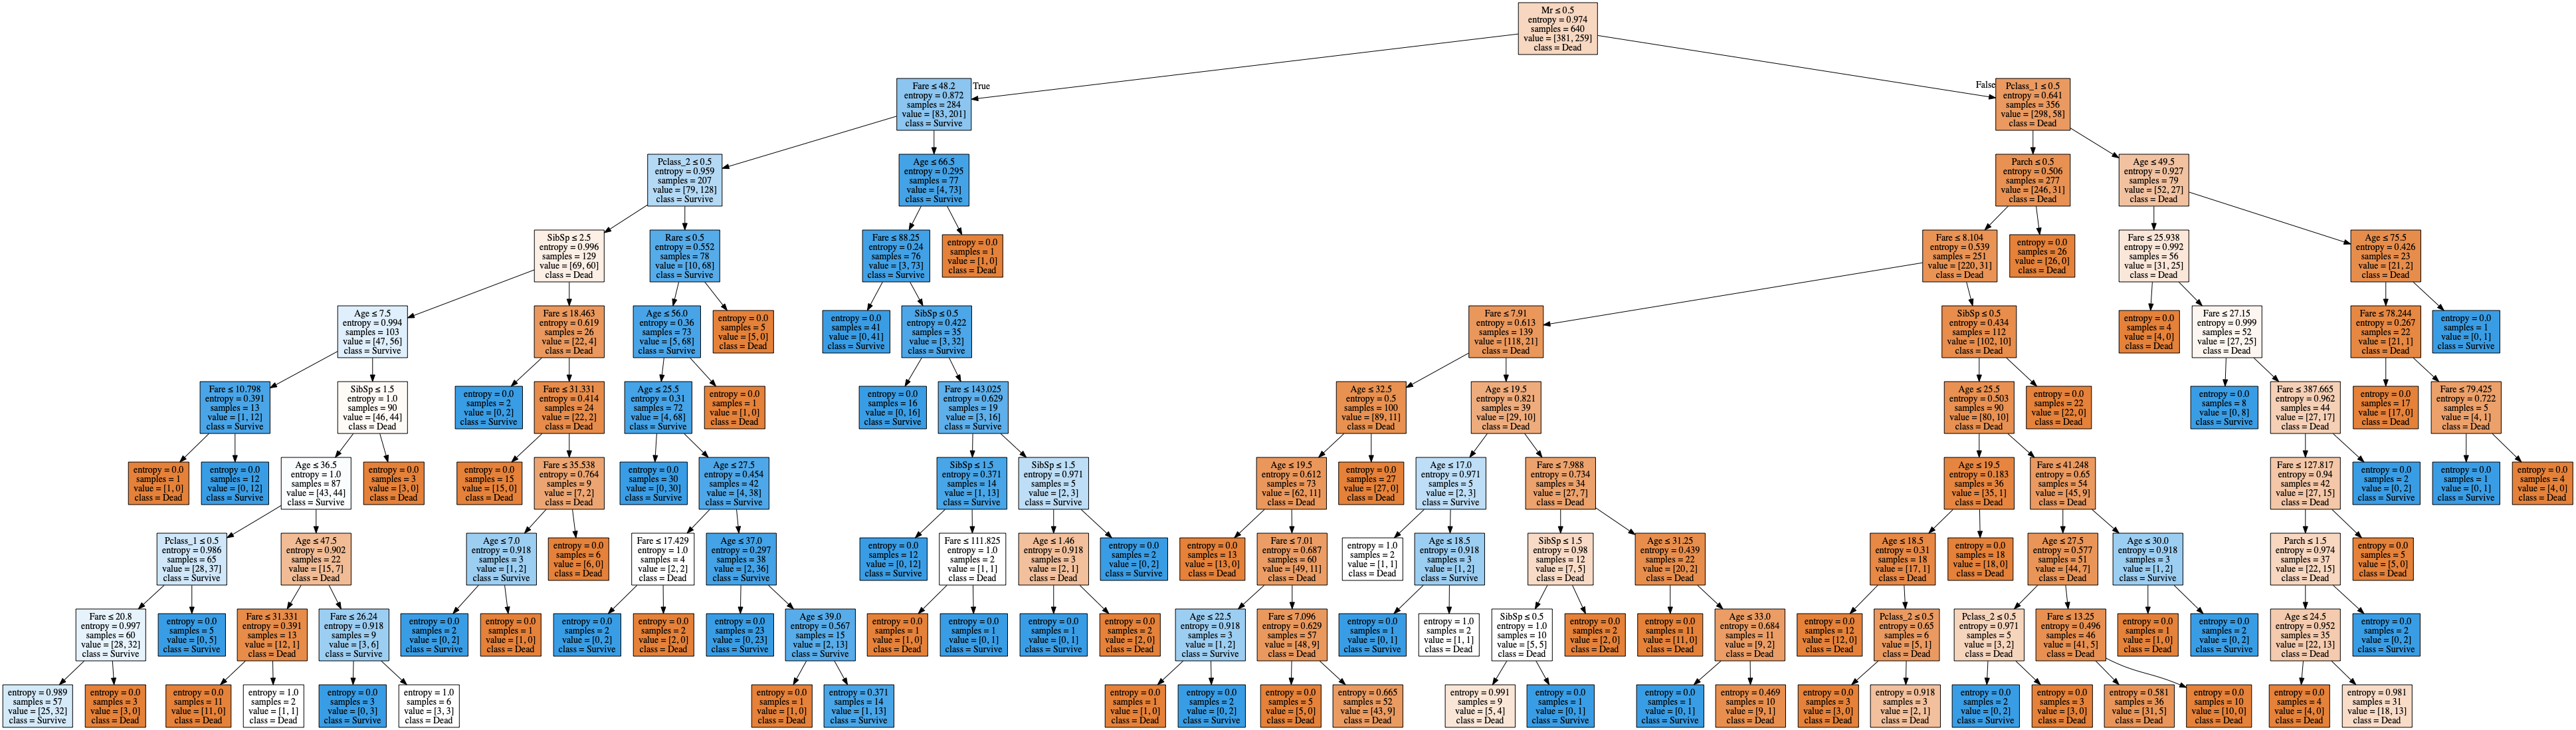 Mr ≤ 0.5
entropy = 0.974
samples = 640
value = [381, 259]
class = Dead
True
False
Fare ≤ 48.2
entropy = 0.872
samples = 284
value = [83, 201]
class = Survive
Pclass_1 ≤ 0.5
entropy = 0.641
samples = 356
value = [298, 58]
class = Dead
Pclass_2 ≤ 0.5
entropy = 0.959
samples = 207
value = [79, 128]
class = Survive
Age ≤ 66.5
entropy = 0.295
samples = 77
value = [4, 73]
class = Survive
Parch ≤ 0.5
entropy = 0.506
samples = 277
value = [246, 31]
class = Dead
Age ≤ 49.5
entropy = 0.927
samples = 79
value = [52, 27]
class = Dead
SibSp ≤ 2.5
entropy = 0.996
samples = 129
value = [69, 60]
class = Dead
Rare ≤ 0.5
entropy = 0.552
samples = 78
value = [10, 68]
class = Survive
Fare ≤ 88.25
entropy = 0.24
samples = 76
value = [3, 73]
class = Survive
entropy = 0.0
samples = 1
value = [1, 0]
class = Dead
Fare ≤ 8.104
entropy = 0.539
samples = 251
value = [220, 31]
class = Dead
entropy = 0.0
samples = 26
value = [26, 0]
class = Dead
Fare ≤ 25.938
entropy = 0.992
samples = 56
value = [31, 25]
class = Dead
Age ≤ 75.5
entropy = 0.426
samples = 23
value = [21, 2]
class = Dead
Age ≤ 7.5
entropy = 0.994
samples = 103
value = [47, 56]
class = Survive
Fare ≤ 18.463
entropy = 0.619
samples = 26
value = [22, 4]
class = Dead
Age ≤ 56.0
entropy = 0.36
samples = 73
value = [5, 68]
class = Survive
entropy = 0.0
samples = 5
value = [5, 0]
class = Dead
entropy = 0.0
samples = 41
value = [0, 41]
class = Survive
SibSp ≤ 0.5
entropy = 0.422
samples = 35
value = [3, 32]
class = Survive
Fare ≤ 7.91
entropy = 0.613
samples = 139
value = [118, 21]
class = Dead
SibSp ≤ 0.5
entropy = 0.434
samples = 112
value = [102, 10]
class = Dead
entropy = 0.0
samples = 4
value = [4, 0]
class = Dead
Fare ≤ 27.15
entropy = 0.999
samples = 52
value = [27, 25]
class = Dead
Fare ≤ 78.244
entropy = 0.267
samples = 22
value = [21, 1]
class = Dead
entropy = 0.0
samples = 1
value = [0, 1]
class = Survive
Fare ≤ 10.798
entropy = 0.391
samples = 13
value = [1, 12]
class = Survive
SibSp ≤ 1.5
entropy = 1.0
samples = 90
value = [46, 44]
class = Dead
entropy = 0.0
samples = 2
value = [0, 2]
class = Survive
Fare ≤ 31.331
entropy = 0.414
samples = 24
value = [22, 2]
class = Dead
Age ≤ 25.5
entropy = 0.31
samples = 72
value = [4, 68]
class = Survive
entropy = 0.0
samples = 1
value = [1, 0]
class = Dead
entropy = 0.0
samples = 16
value = [0, 16]
class = Survive
Fare ≤ 143.025
entropy = 0.629
samples = 19
value = [3, 16]
class = Survive
Age ≤ 32.5
entropy = 0.5
samples = 100
value = [89, 11]
class = Dead
Age ≤ 19.5
entropy = 0.821
samples = 39
value = [29, 10]
class = Dead
Age ≤ 25.5
entropy = 0.503
samples = 90
value = [80, 10]
class = Dead
entropy = 0.0
samples = 22
value = [22, 0]
class = Dead
entropy = 0.0
samples = 8
value = [0, 8]
class = Survive
Fare ≤ 387.665
entropy = 0.962
samples = 44
value = [27, 17]
class = Dead
entropy = 0.0
samples = 17
value = [17, 0]
class = Dead
Fare ≤ 79.425
entropy = 0.722
samples = 5
value = [4, 1]
class = Dead
entropy = 0.0
samples = 1
value = [1, 0]
class = Dead
entropy = 0.0
samples = 12
value = [0, 12]
class = Survive
Age ≤ 36.5
entropy = 1.0
samples = 87
value = [43, 44]
class = Survive
entropy = 0.0
samples = 3
value = [3, 0]
class = Dead
entropy = 0.0
samples = 15
value = [15, 0]
class = Dead
Fare ≤ 35.538
entropy = 0.764
samples = 9
value = [7, 2]
class = Dead
entropy = 0.0
samples = 30
value = [0, 30]
class = Survive
Age ≤ 27.5
entropy = 0.454
samples = 42
value = [4, 38]
class = Survive
SibSp ≤ 1.5
entropy = 0.371
samples = 14
value = [1, 13]
class = Survive
SibSp ≤ 1.5
entropy = 0.971
samples = 5
value = [2, 3]
class = Survive
Age ≤ 19.5
entropy = 0.612
samples = 73
value = [62, 11]
class = Dead
entropy = 0.0
samples = 27
value = [27, 0]
class = Dead
Age ≤ 17.0
entropy = 0.971
samples = 5
value = [2, 3]
class = Survive
Fare ≤ 7.988
entropy = 0.734
samples = 34
value = [27, 7]
class = Dead
Age ≤ 19.5
entropy = 0.183
samples = 36
value = [35, 1]
class = Dead
Fare ≤ 41.248
entropy = 0.65
samples = 54
value = [45, 9]
class = Dead
Fare ≤ 127.817
entropy = 0.94
samples = 42
value = [27, 15]
class = Dead
entropy = 0.0
samples = 2
value = [0, 2]
class = Survive
entropy = 0.0
samples = 1
value = [0, 1]
class = Survive
entropy = 0.0
samples = 4
value = [4, 0]
class = Dead
Pclass_1 ≤ 0.5
entropy = 0.986
samples = 65
value = [28, 37]
class = Survive
Age ≤ 47.5
entropy = 0.902
samples = 22
value = [15, 7]
class = Dead
Age ≤ 7.0
entropy = 0.918
samples = 3
value = [1, 2]
class = Survive
entropy = 0.0
samples = 6
value = [6, 0]
class = Dead
Fare ≤ 17.429
entropy = 1.0
samples = 4
value = [2, 2]
class = Dead
Age ≤ 37.0
entropy = 0.297
samples = 38
value = [2, 36]
class = Survive
entropy = 0.0
samples = 12
value = [0, 12]
class = Survive
Fare ≤ 111.825
entropy = 1.0
samples = 2
value = [1, 1]
class = Dead
Age ≤ 1.46
entropy = 0.918
samples = 3
value = [2, 1]
class = Dead
entropy = 0.0
samples = 2
value = [0, 2]
class = Survive
entropy = 0.0
samples = 13
value = [13, 0]
class = Dead
Fare ≤ 7.01
entropy = 0.687
samples = 60
value = [49, 11]
class = Dead
entropy = 1.0
samples = 2
value = [1, 1]
class = Dead
Age ≤ 18.5
entropy = 0.918
samples = 3
value = [1, 2]
class = Survive
SibSp ≤ 1.5
entropy = 0.98
samples = 12
value = [7, 5]
class = Dead
Age ≤ 31.25
entropy = 0.439
samples = 22
value = [20, 2]
class = Dead
Age ≤ 18.5
entropy = 0.31
samples = 18
value = [17, 1]
class = Dead
entropy = 0.0
samples = 18
value = [18, 0]
class = Dead
Age ≤ 27.5
entropy = 0.577
samples = 51
value = [44, 7]
class = Dead
Age ≤ 30.0
entropy = 0.918
samples = 3
value = [1, 2]
class = Survive
Parch ≤ 1.5
entropy = 0.974
samples = 37
value = [22, 15]
class = Dead
entropy = 0.0
samples = 5
value = [5, 0]
class = Dead
Fare ≤ 20.8
entropy = 0.997
samples = 60
value = [28, 32]
class = Survive
entropy = 0.0
samples = 5
value = [0, 5]
class = Survive
Fare ≤ 31.331
entropy = 0.391
samples = 13
value = [12, 1]
class = Dead
Fare ≤ 26.24
entropy = 0.918
samples = 9
value = [3, 6]
class = Survive
entropy = 0.0
samples = 2
value = [0, 2]
class = Survive
entropy = 0.0
samples = 1
value = [1, 0]
class = Dead
entropy = 0.0
samples = 2
value = [0, 2]
class = Survive
entropy = 0.0
samples = 2
value = [2, 0]
class = Dead
entropy = 0.0
samples = 23
value = [0, 23]
class = Survive
Age ≤ 39.0
entropy = 0.567
samples = 15
value = [2, 13]
class = Survive
entropy = 0.0
samples = 1
value = [1, 0]
class = Dead
entropy = 0.0
samples = 1
value = [0, 1]
class = Survive
entropy = 0.0
samples = 1
value = [0, 1]
class = Survive
entropy = 0.0
samples = 2
value = [2, 0]
class = Dead
Age ≤ 22.5
entropy = 0.918
samples = 3
value = [1, 2]
class = Survive
Fare ≤ 7.096
entropy = 0.629
samples = 57
value = [48, 9]
class = Dead
entropy = 0.0
samples = 1
value = [0, 1]
class = Survive
entropy = 1.0
samples = 2
value = [1, 1]
class = Dead
SibSp ≤ 0.5
entropy = 1.0
samples = 10
value = [5, 5]
class = Dead
entropy = 0.0
samples = 2
value = [2, 0]
class = Dead
entropy = 0.0
samples = 11
value = [11, 0]
class = Dead
Age ≤ 33.0
entropy = 0.684
samples = 11
value = [9, 2]
class = Dead
entropy = 0.0
samples = 12
value = [12, 0]
class = Dead
Pclass_2 ≤ 0.5
entropy = 0.65
samples = 6
value = [5, 1]
class = Dead
Pclass_2 ≤ 0.5
entropy = 0.971
samples = 5
value = [3, 2]
class = Dead
Fare ≤ 13.25
entropy = 0.496
samples = 46
value = [41, 5]
class = Dead
entropy = 0.0
samples = 1
value = [1, 0]
class = Dead
entropy = 0.0
samples = 2
value = [0, 2]
class = Survive
Age ≤ 24.5
entropy = 0.952
samples = 35
value = [22, 13]
class = Dead
entropy = 0.0
samples = 2
value = [0, 2]
class = Survive
entropy = 0.989
samples = 57
value = [25, 32]
class = Survive
entropy = 0.0
samples = 3
value = [3, 0]
class = Dead
entropy = 0.0
samples = 11
value = [11, 0]
class = Dead
entropy = 1.0
samples = 2
value = [1, 1]
class = Dead
entropy = 0.0
samples = 3
value = [0, 3]
class = Survive
entropy = 1.0
samples = 6
value = [3, 3]
class = Dead
entropy = 0.0
samples = 1
value = [1, 0]
class = Dead
entropy = 0.371
samples = 14
value = [1, 13]
class = Survive
entropy = 0.0
samples = 1
value = [1, 0]
class = Dead
entropy = 0.0
samples = 2
value = [0, 2]
class = Survive
entropy = 0.0
samples = 5
value = [5, 0]
class = Dead
entropy = 0.665
samples = 52
value = [43, 9]
class = Dead
entropy = 0.991
samples = 9
value = [5, 4]
class = Dead
entropy = 0.0
samples = 1
value = [0, 1]
class = Survive
entropy = 0.0
samples = 1
value = [0, 1]
class = Survive
entropy = 0.469
samples = 10
value = [9, 1]
class = Dead
entropy = 0.0
samples = 3
value = [3, 0]
class = Dead
entropy = 0.918
samples = 3
value = [2, 1]
class = Dead
entropy = 0.0
samples = 2
value = [0, 2]
class = Survive
entropy = 0.0
samples = 3
value = [3, 0]
class = Dead
entropy = 0.581
samples = 36
value = [31, 5]
class = Dead
entropy = 0.0
samples = 10
value = [10, 0]
class = Dead
entropy = 0.0
samples = 4
value = [4, 0]
class = Dead
entropy = 0.981
samples = 31
value = [18, 13]
class = Dead